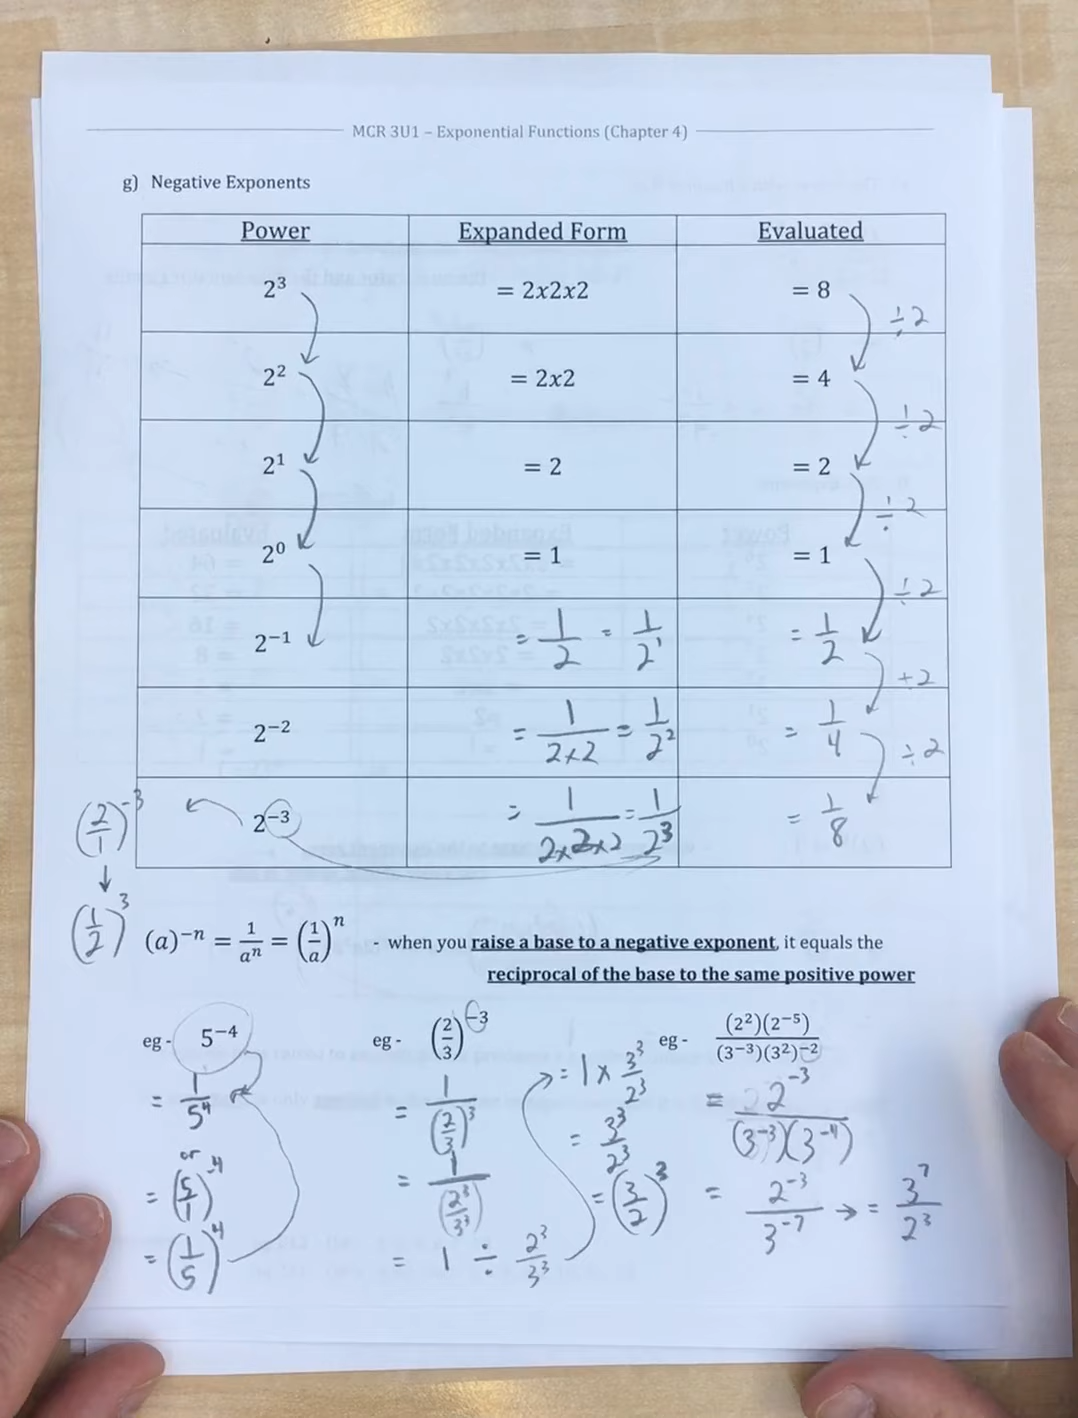 MCR 3U1 – Exponential Functions (Chapter 4)
g) Negative Exponents
Power Expanded Form Evaluated
2³ = 2x2x2 = 8
÷2
2² = 2x2 = 4
÷2
2¹ = 2 = 2
÷2
2⁰ = 1 = 1
÷2
2⁻¹ = 1/2 = 1/2¹ = 1/2
÷2
2⁻² = 1/(2x2) = 1/2² = 1/4
÷2
(2/1)⁻³ 2⁻³ = 1/(2x2x2) = 1/2³ = 1/8
↓
(1/2)³ (a)⁻ⁿ = 1/aⁿ = (1/a)ⁿ - when you raise a base to a negative exponent, it equals the
reciprocal of the base to the same positive power
eg - 5⁻⁴
= 1/5⁴
or
= (5/1)⁻⁴
= (1/5)⁴
eg - (2/3)⁻³
= 1/(2/3)³
= 1/(2³/3³)
= 1 ÷ 2³/3³
= 1 x 3³/2³
= 3³/2³
= (3/2)³
eg - (2²)(2⁻⁵)/(3⁻³)(3²)⁻²
= 2⁻³/(3⁻³)(3⁻⁴)
= 2⁻³/3⁻⁷ → = 3⁷/2³